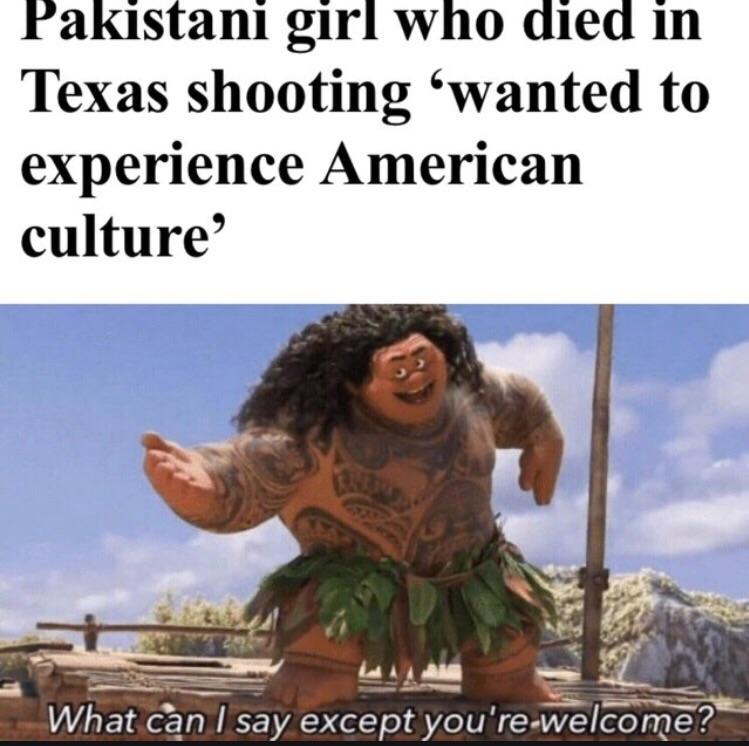 Pakistani girl who died in
Texas shooting ‘wanted to
experience American
culture’
What can I say except you're welcome?